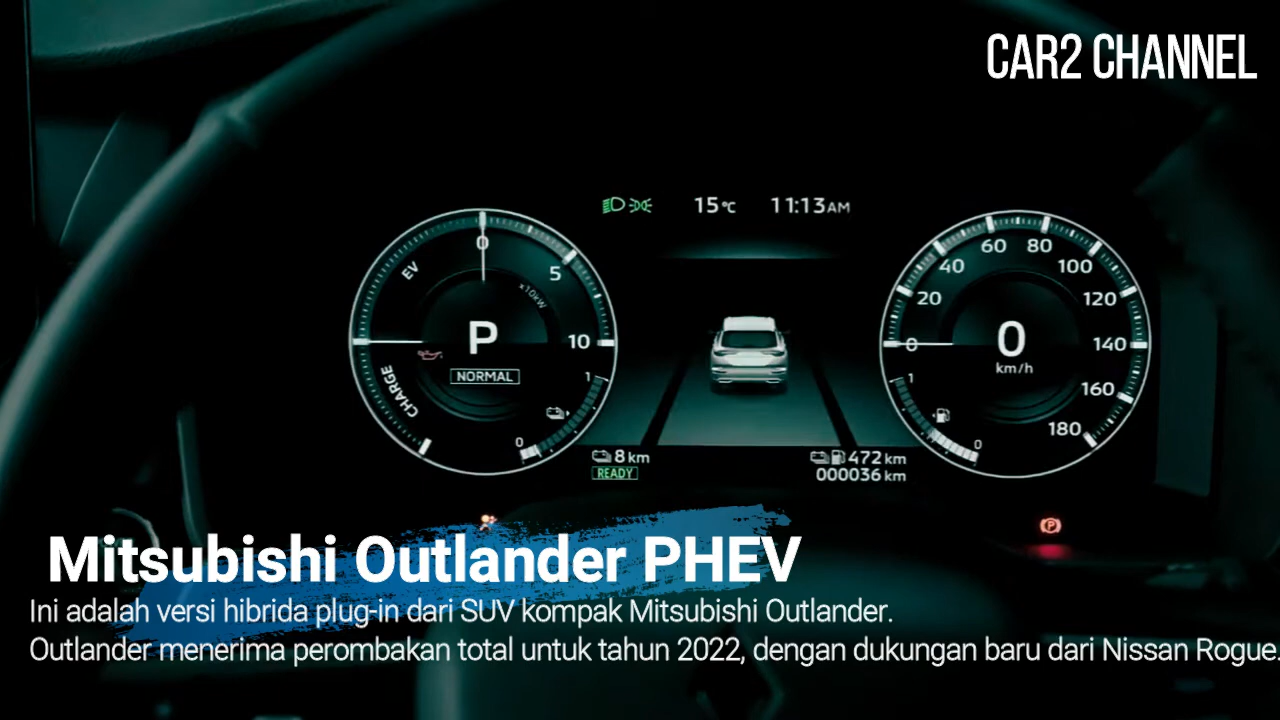 CAR2 CHANNEL
15°C 11:13AM
EV
0
5
10
x10kW
P
NORMAL
CHARGE
1
0
0
20
40
60
80
100
120
140
160
180
0
km/h
1
0
8 km
READY
472 km
000036 km
(P)
Mitsubishi Outlander PHEV
Ini adalah versi hibrida plug-in dari SUV kompak Mitsubishi Outlander.
Outlander menerima perombakan total untuk tahun 2022, dengan dukungan baru dari Nissan Rogue.